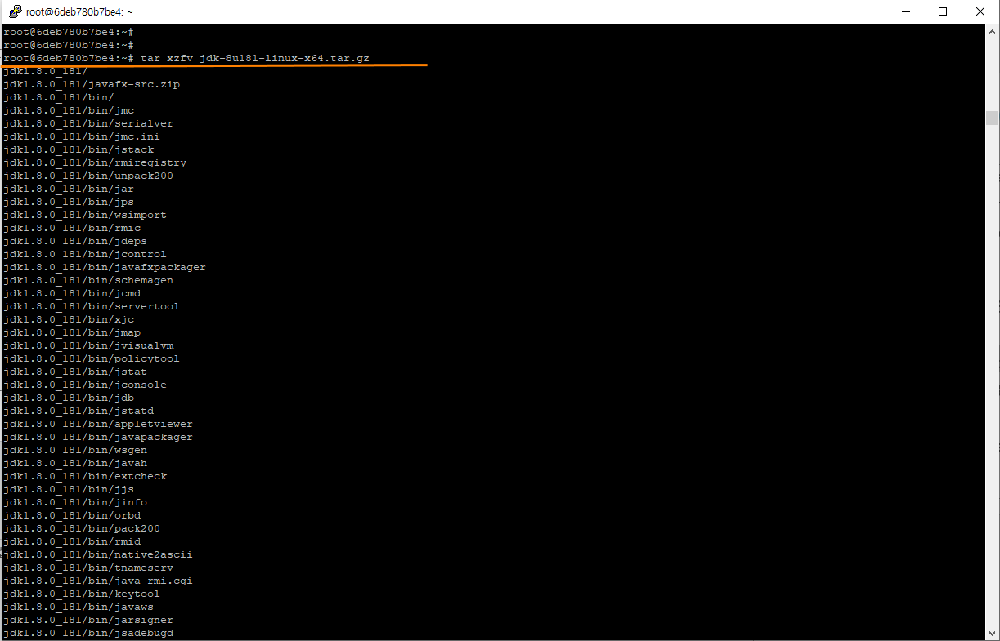 root@6deb780b7be4: ~
root@6deb780b7be4:~#
root@6deb780b7be4:~#
root@6deb780b7be4:~# tar xzfv jdk-8u181-linux-x64.tar.gz
jdk1.8.0_181/
jdk1.8.0_181/javafx-src.zip
jdk1.8.0_181/bin/
jdk1.8.0_181/bin/jmc
jdk1.8.0_181/bin/serialver
jdk1.8.0_181/bin/jmc.ini
jdk1.8.0_181/bin/jstack
jdk1.8.0_181/bin/rmiregistry
jdk1.8.0_181/bin/unpack200
jdk1.8.0_181/bin/jar
jdk1.8.0_181/bin/jps
jdk1.8.0_181/bin/wsimport
jdk1.8.0_181/bin/rmic
jdk1.8.0_181/bin/jdeps
jdk1.8.0_181/bin/jcontrol
jdk1.8.0_181/bin/javafxpackager
jdk1.8.0_181/bin/schemagen
jdk1.8.0_181/bin/jcmd
jdk1.8.0_181/bin/servertool
jdk1.8.0_181/bin/xjc
jdk1.8.0_181/bin/jmap
jdk1.8.0_181/bin/jvisualvm
jdk1.8.0_181/bin/policytool
jdk1.8.0_181/bin/jstat
jdk1.8.0_181/bin/jconsole
jdk1.8.0_181/bin/jdb
jdk1.8.0_181/bin/jstatd
jdk1.8.0_181/bin/appletviewer
jdk1.8.0_181/bin/javapackager
jdk1.8.0_181/bin/wsgen
jdk1.8.0_181/bin/javah
jdk1.8.0_181/bin/extcheck
jdk1.8.0_181/bin/jjs
jdk1.8.0_181/bin/jinfo
jdk1.8.0_181/bin/orbd
jdk1.8.0_181/bin/pack200
jdk1.8.0_181/bin/rmid
jdk1.8.0_181/bin/native2ascii
jdk1.8.0_181/bin/tnameserv
jdk1.8.0_181/bin/java-rmi.cgi
jdk1.8.0_181/bin/keytool
jdk1.8.0_181/bin/javaws
jdk1.8.0_181/bin/jarsigner
jdk1.8.0_181/bin/jsadebugd